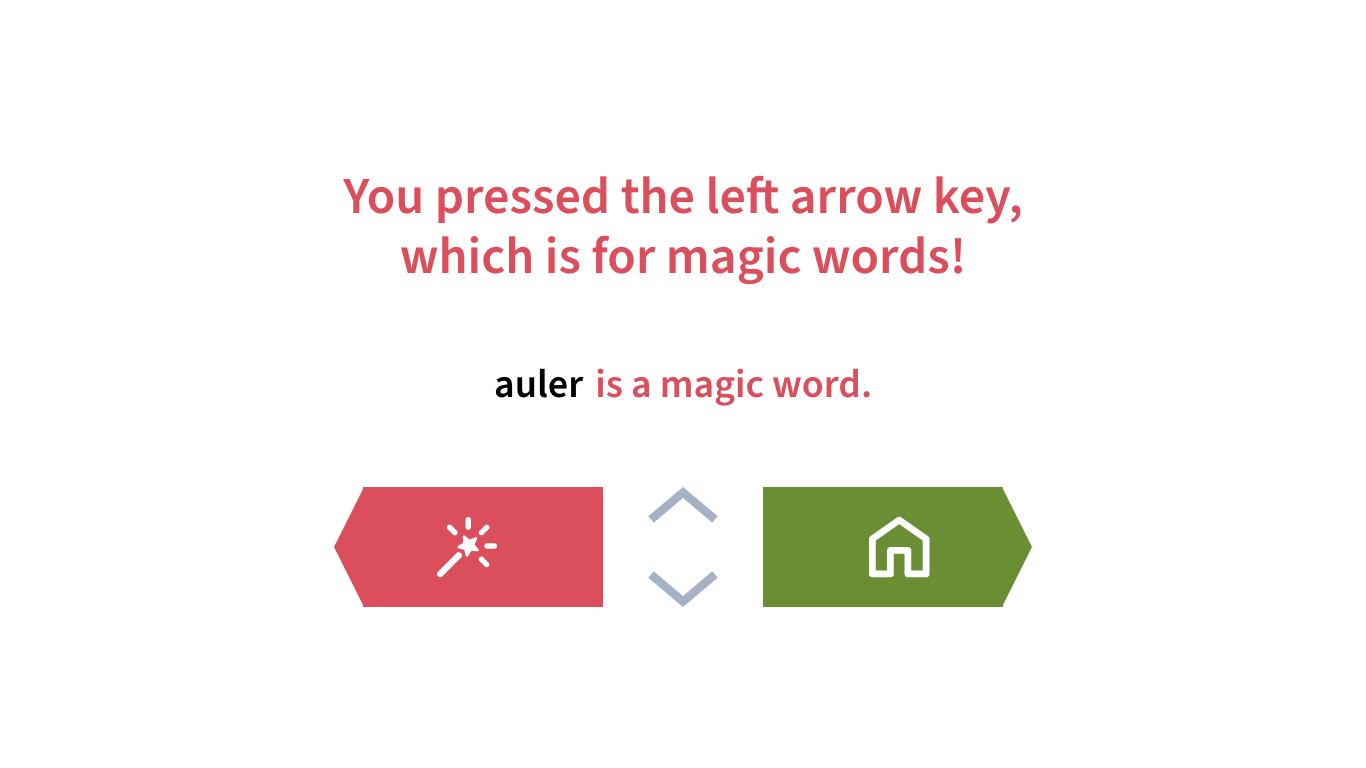 You pressed the left arrow key,
which is for magic words!
auler is a magic word.